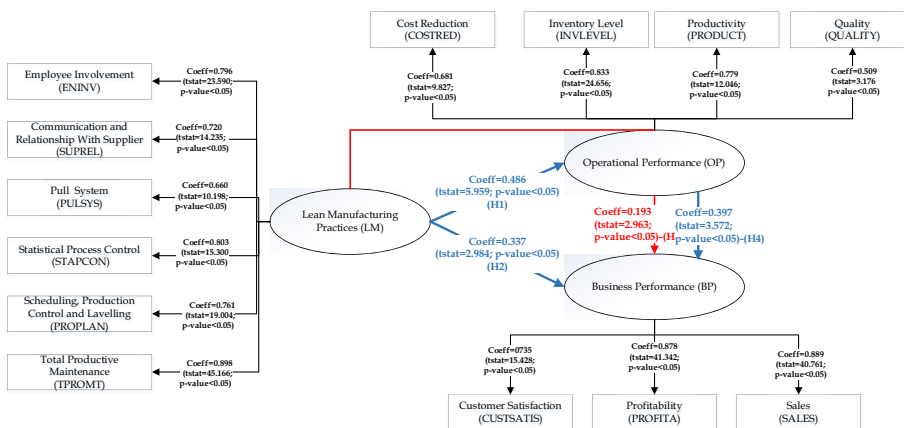 Cost Reduction
(COSTRED)
Inventory Level
(INVLEVEL)
Productivity
(PRODUCT)
Quality
(QUALITY)
Coeff=0.681
(tstat=9.827;
p-value<0.05)
Coeff=0.833
(tstat=24.656;
p-value<0.05)
Coeff=0.779
(tstat=12.046;
p-value<0.05)
Coeff=0.509
(tstat=3.176
p-value<0.05)
Employee Involvement
(ENINV)
Coeff=0.796
(tstat=23.590;
p-value<0.05)
Communication and
Relationship With Supplier
(SUPREL)
Coeff=0.720
(tstat=14.235;
p-value<0.05)
Pull System
(PULSYS)
Coeff=0.660
(tstat=10.198;
p-value<0.05)
Statistical Process Control
(STAPCON)
Coeff=0.803
(tstat=15.300
p-value<0.05)
Scheduling, Production
Control and Lavelling
(PROPLAN)
Coeff=0.761
(tstat=19.004;
p-value<0.05)
Total Productive
Maintenance
(TPROMT)
Coeff=0.898
(tstat=45.166;
p-value<0.05)
Lean Manufacturing
Practices (LM)
Operational Performance (OP)
Coeff=0.486
(tstat=5.959; p-value<0.05)
(H1)
Coeff=0.337
(tstat=2.984; p-value<0.05)
(H2)
Coeff=0.193
(tstat=2.963;
p-value<0.05)-(H
Coeff=0.397
(tstat=3.572;
p-value<0.05)-(H4)
Business Performance (BP)
Coeff=0735
(tstat=15.428;
p-value<0.05)
Coeff=0.878
(tstat=41.342;
p-value<0.05)
Coeff=0.889
(tstat=40.761;
p-value<0.05)
Customer Satisfaction
(CUSTSATIS)
Profitability
(PROFITA)
Sales
(SALES)